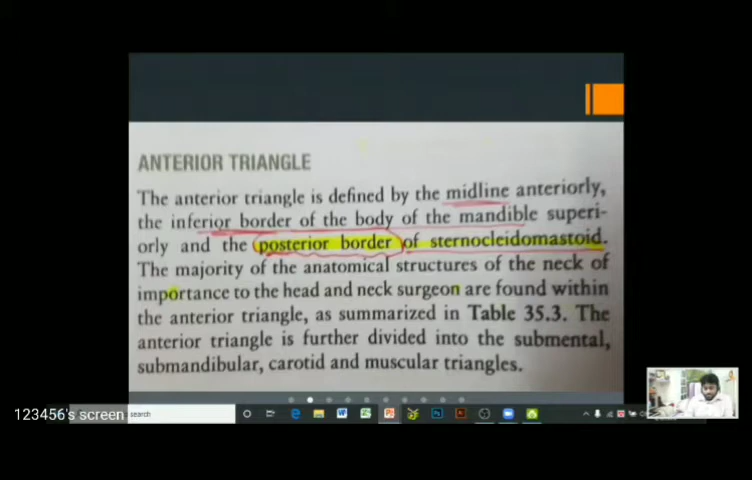 ANTERIOR TRIANGLE
The anterior triangle is defined by the midline anteriorly,
the inferior border of the body of the mandible superi-
orly and the posterior border of sternocleidomastoid.
The majority of the anatomical structures of the neck of
importance to the head and neck surgeon are found within
the anterior triangle, as summarized in Table 35.3. The
anterior triangle is further divided into the submental,
submandibular, carotid and muscular triangles.
123456's screen search